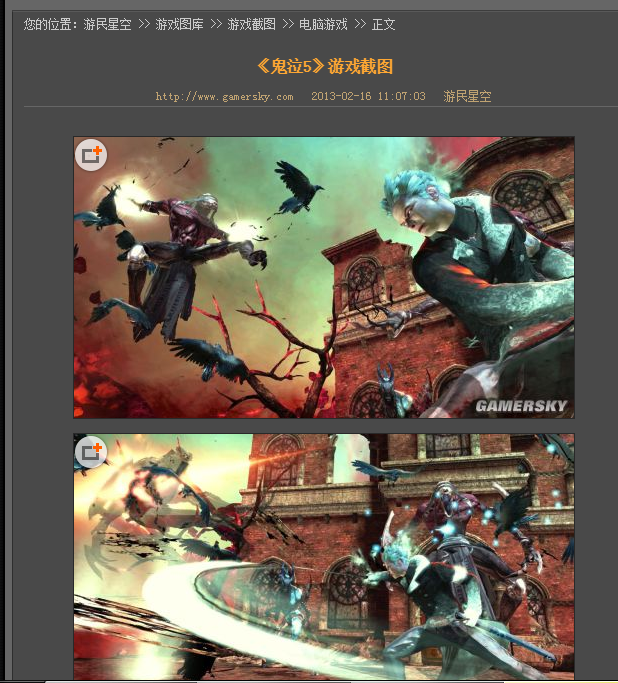 您的位置：游民星空 >> 游戏图库 >> 游戏截图 >> 电脑游戏 >> 正文
《鬼泣5》游戏截图
http://www.gamersky.com 2013-02-16 11:07:03 游民星空
GAMERSKY